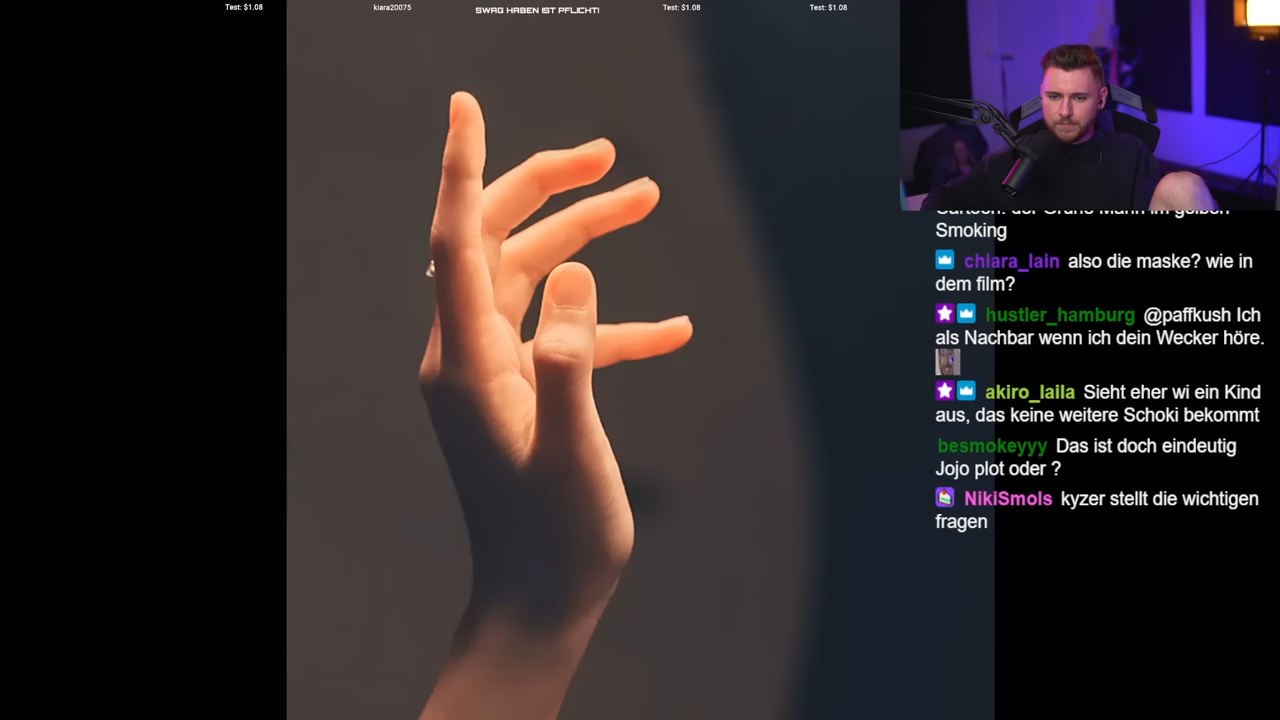 Test: $1.08
kiara20075
SWAG HABEN IST PFLICHT!
Test: $1.08
Test: $1.08
Smoking
chiara_lain also die maske? wie in
dem film?
hustler_hamburg @paffkush Ich
als Nachbar wenn ich dein Wecker höre.
akiro_laila Sieht eher wi ein Kind
aus, das keine weitere Schoki bekommt
besmokeyyy Das ist doch eindeutig
Jojo plot oder ?
NikiSmols kyzer stellt die wichtigen
fragen